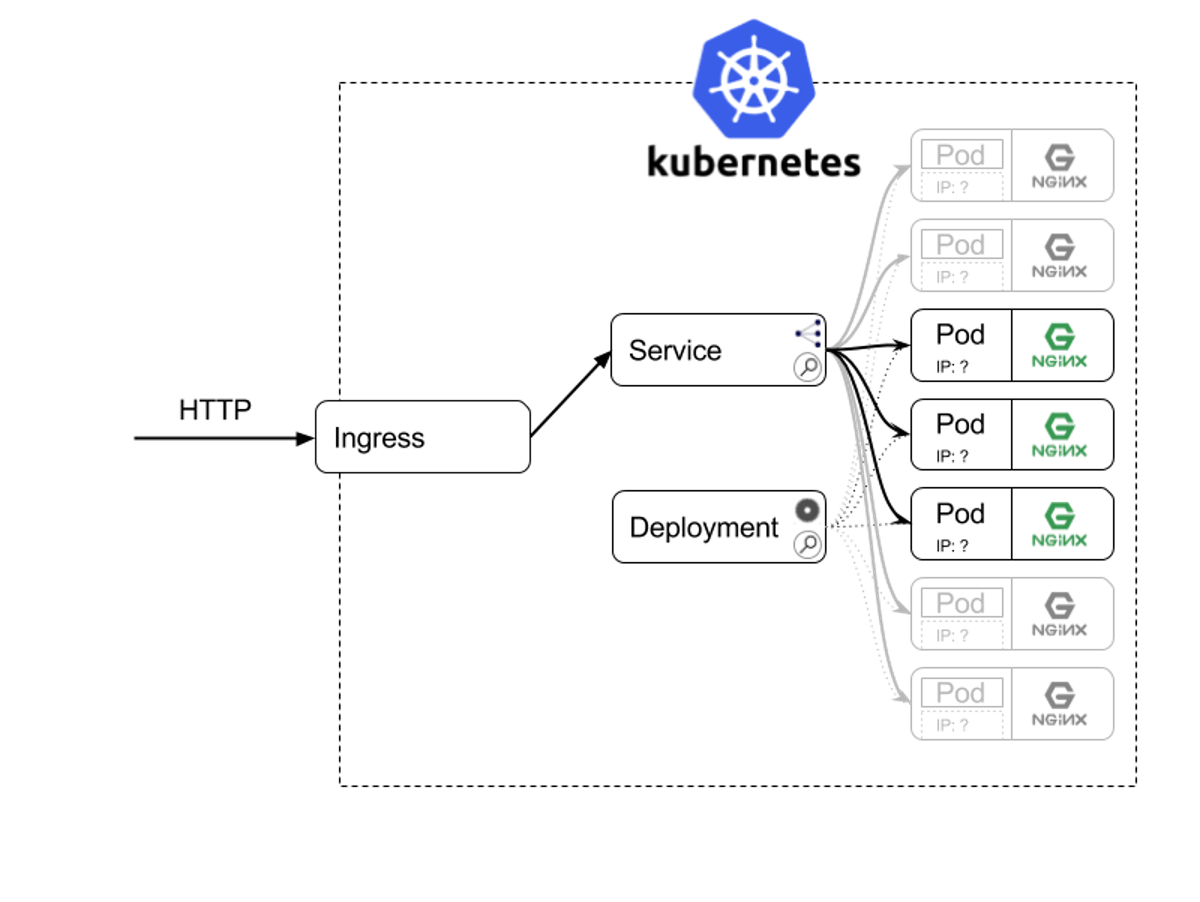 kubernetes
HTTP
Ingress
Service
Deployment
Pod
IP: ?
NGiNX
Pod
IP: ?
NGiNX
Pod
IP: ?
NGiNX
Pod
IP: ?
NGiNX
Pod
IP: ?
NGiNX
Pod
IP: ?
NGiNX
Pod
IP: ?
NGiNX